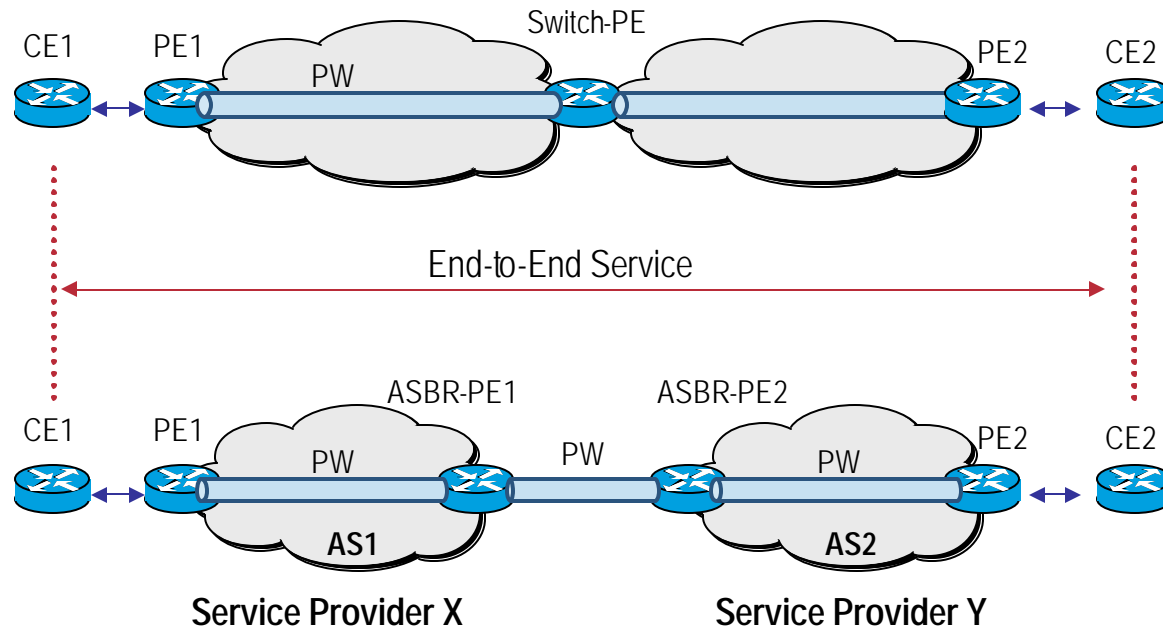 Switch-PE
CE1
PE1
PE2
CE2
PW
End-to-End Service
ASBR-PE1
ASBR-PE2
CE1
PE1
PE2
CE2
PW
PW
PW
AS1
AS2
Service Provider X
Service Provider Y